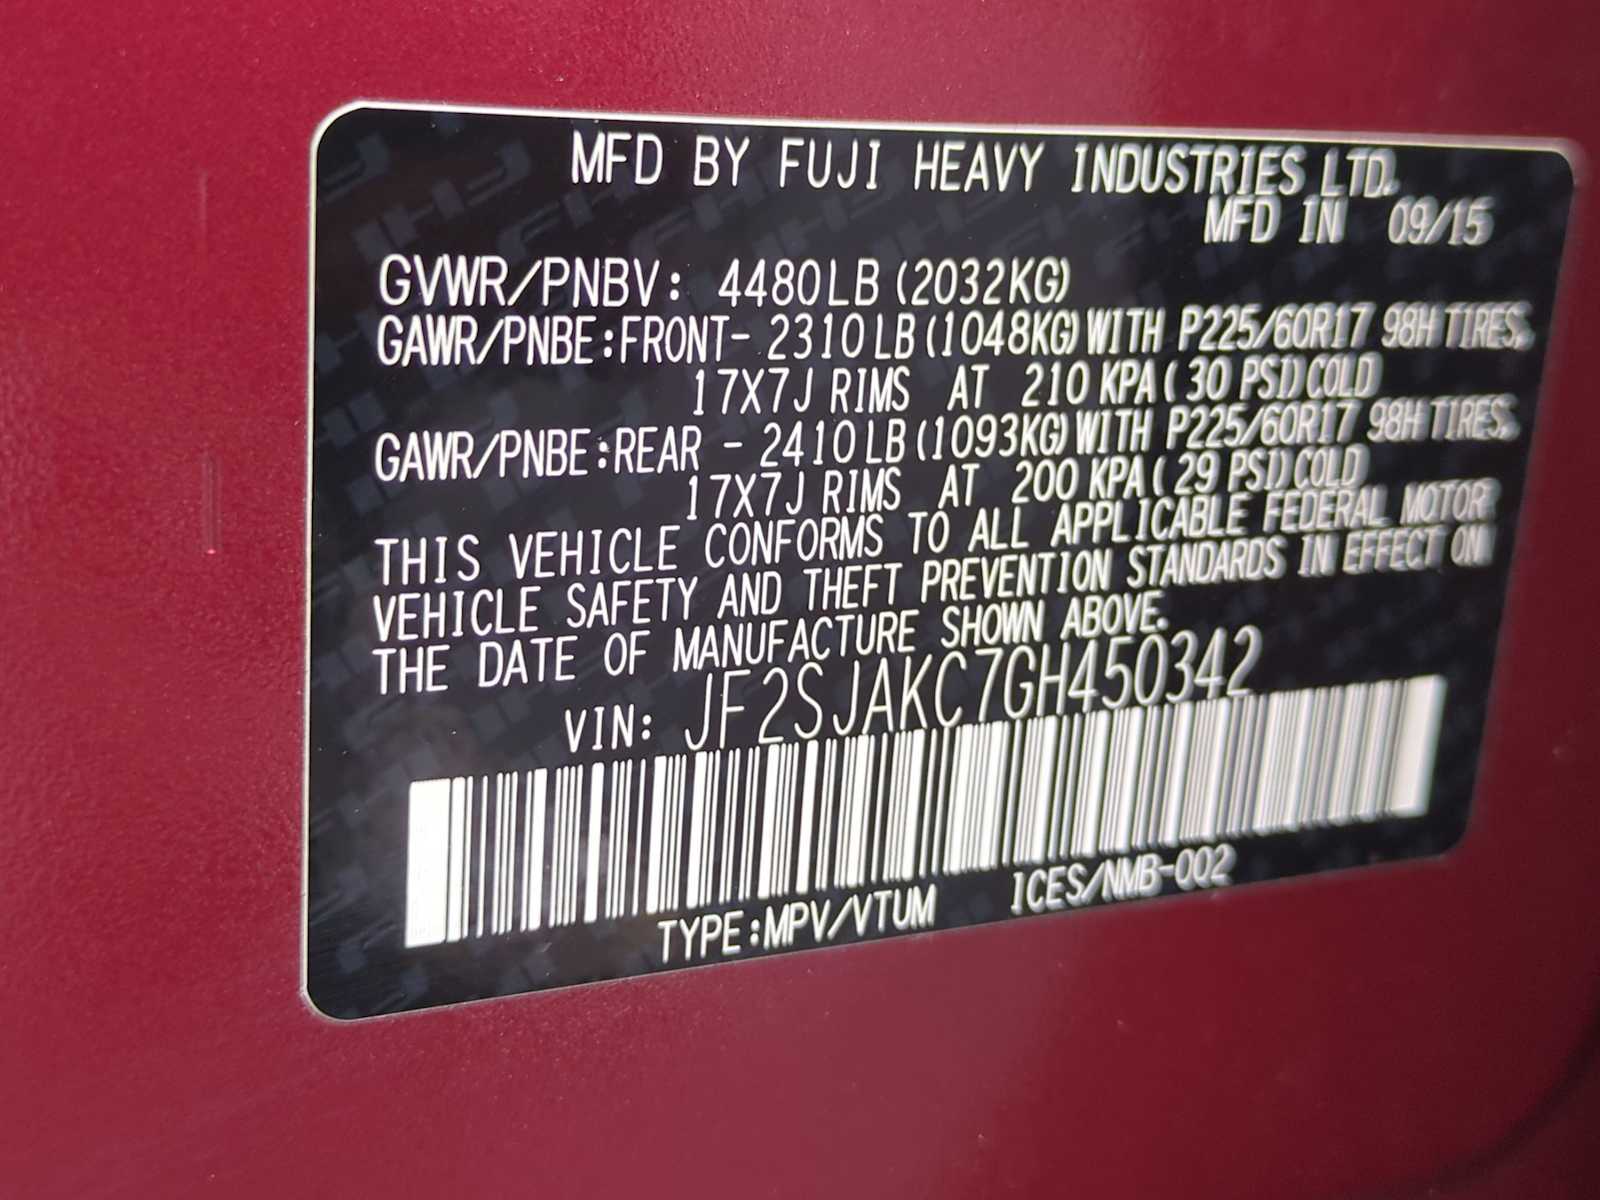 MFD BY FUJI HEAVY INDUSTRIES LTD.
MFD IN 09/15
GVWR/PNBV: 4480LB (2032KG)
GAWR/PNBE:FRONT- 2310LB(1048KG)WITH P225/60R17 98H TIRES,
17X7J RIMS AT 210 KPA( 30 PSI)COLD
GAWR/PNBE:REAR - 2410LB(1093KG)WITH P225/60R17 98H TIRES,
17X7J RIMS AT 200 KPA( 29 PSI)COLD
THIS VEHICLE CONFORMS TO ALL APPLICABLE FEDERAL MOTOR
VEHICLE SAFETY AND THEFT PREVENTION STANDARDS IN EFFECT ON
THE DATE OF MANUFACTURE SHOWN ABOVE.
VIN: JF2SJAKC7GH450342
TYPE:MPV/VTUM ICES/NMB-002